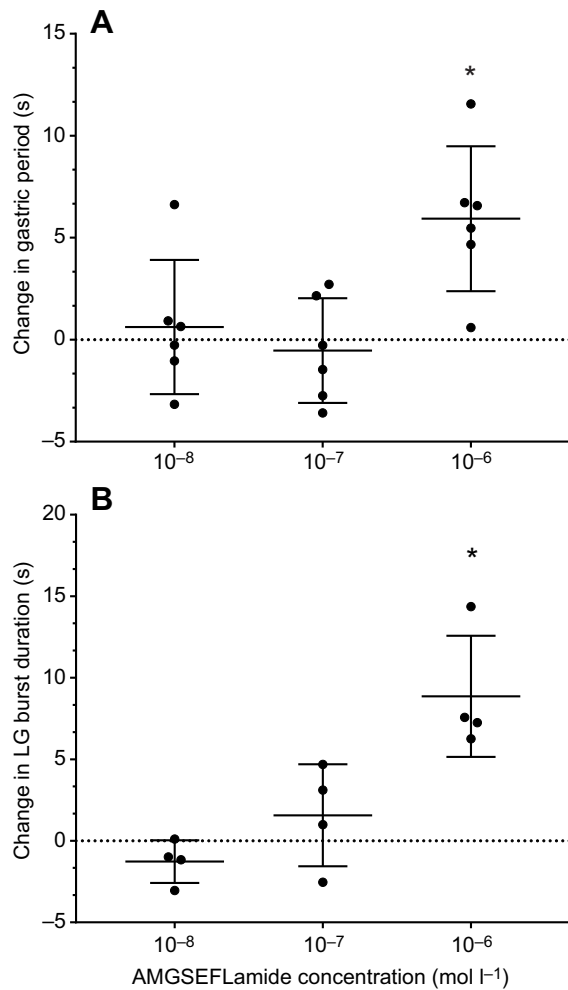 A
15
10
5
0
–5
Change in gastric period (s)
*
10–8 10–7 10–6
B
20
15
10
5
0
–5
Change in LG burst duration (s)
*
10–8 10–7 10–6
AMGSEFLamide concentration (mol l–1)